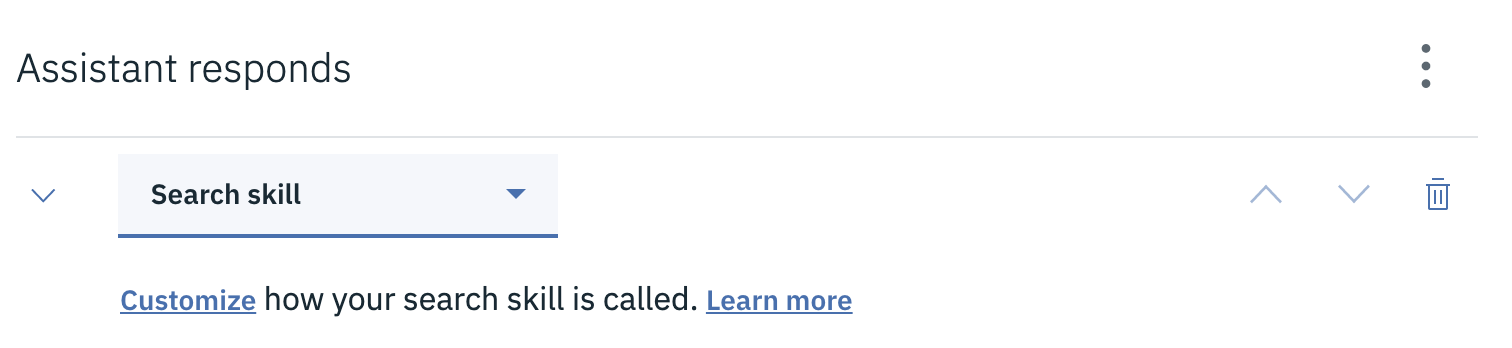 Assistant responds
Search skill
Customize how your search skill is called. Learn more